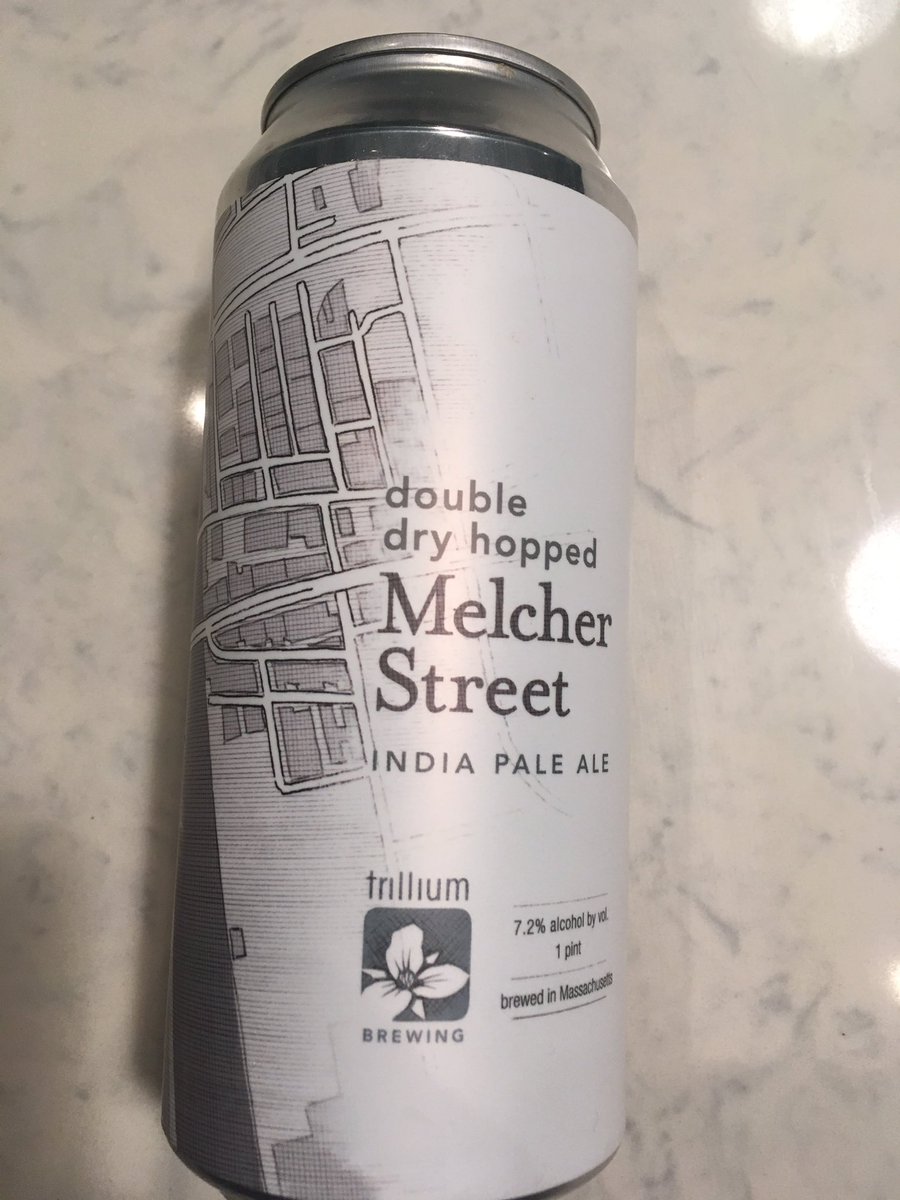 double
dry hopped
Melcher
Street
INDIA PALE ALE
trillium
BREWING
7.2% alcohol by vol.
1 pint
brewed in Massachusetts